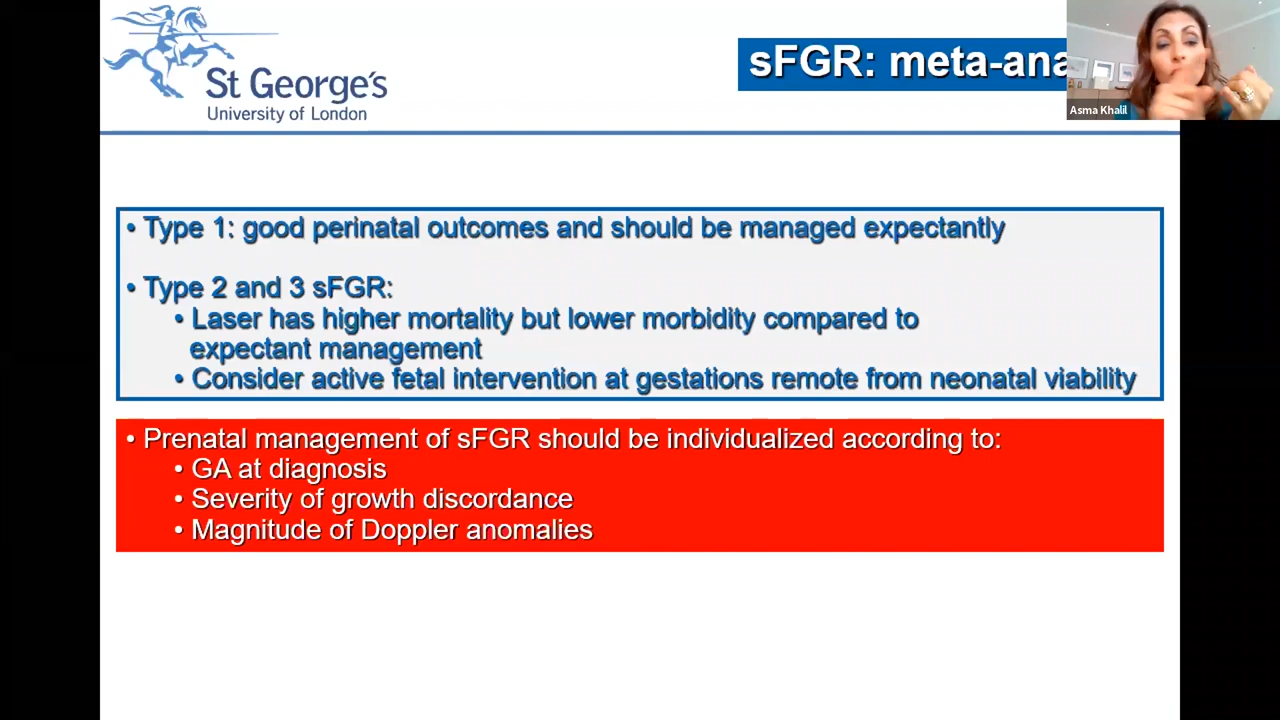 St George's
University of London
sFGR: meta-ana
Asma Khalil
• Type 1: good perinatal outcomes and should be managed expectantly
• Type 2 and 3 sFGR:
• Laser has higher mortality but lower morbidity compared to
expectant management
• Consider active fetal intervention at gestations remote from neonatal viability
• Prenatal management of sFGR should be individualized according to:
• GA at diagnosis
• Severity of growth discordance
• Magnitude of Doppler anomalies